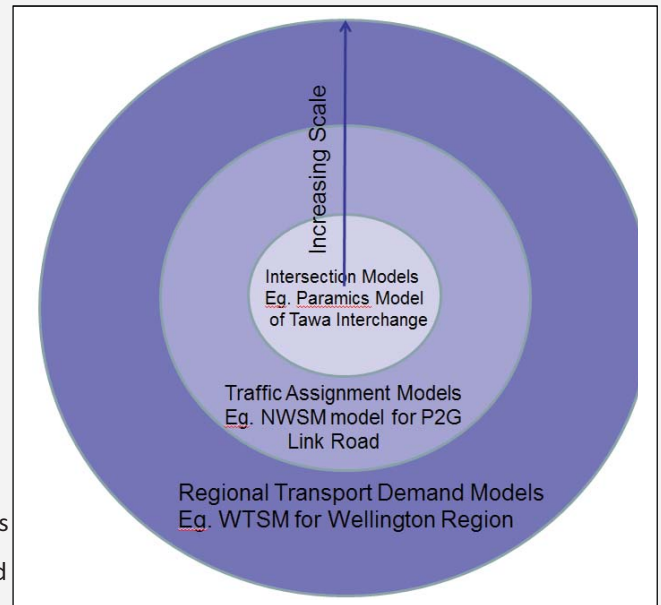 Increasing Scale
Intersection Models
Eg. Paramics Model
of Tawa Interchange
Traffic Assignment Models
Eg. NWSM model for P2G
Link Road
Regional Transport Demand Models
Eg. WTSM for Wellington Region
s
d